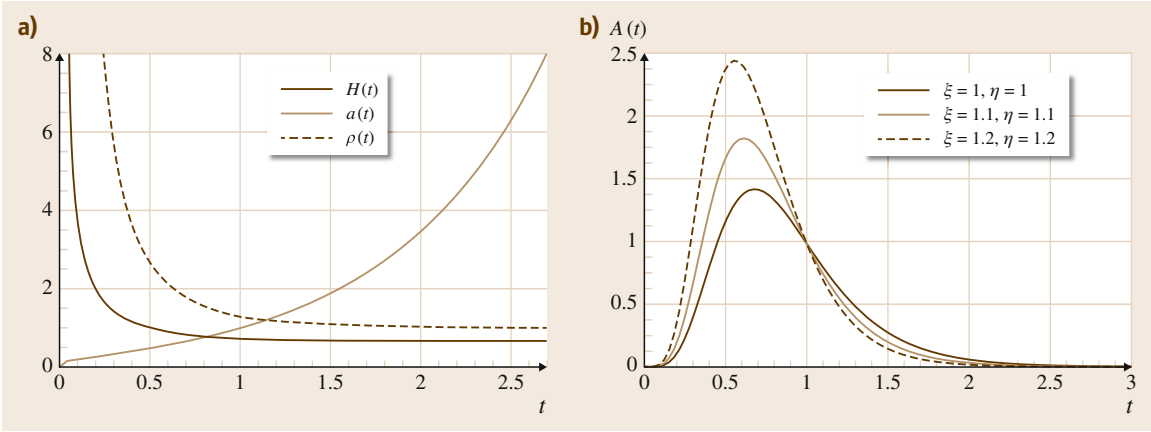 a)
8
6
4
2
0
0 0.5 1 1.5 2 2.5
t
H(t)
a(t)
ρ(t)
b) A(t)
2.5
2
1.5
1
0.5
0
0 0.5 1 1.5 2 2.5 3
t
ξ = 1, η = 1
ξ = 1.1, η = 1.1
ξ = 1.2, η = 1.2